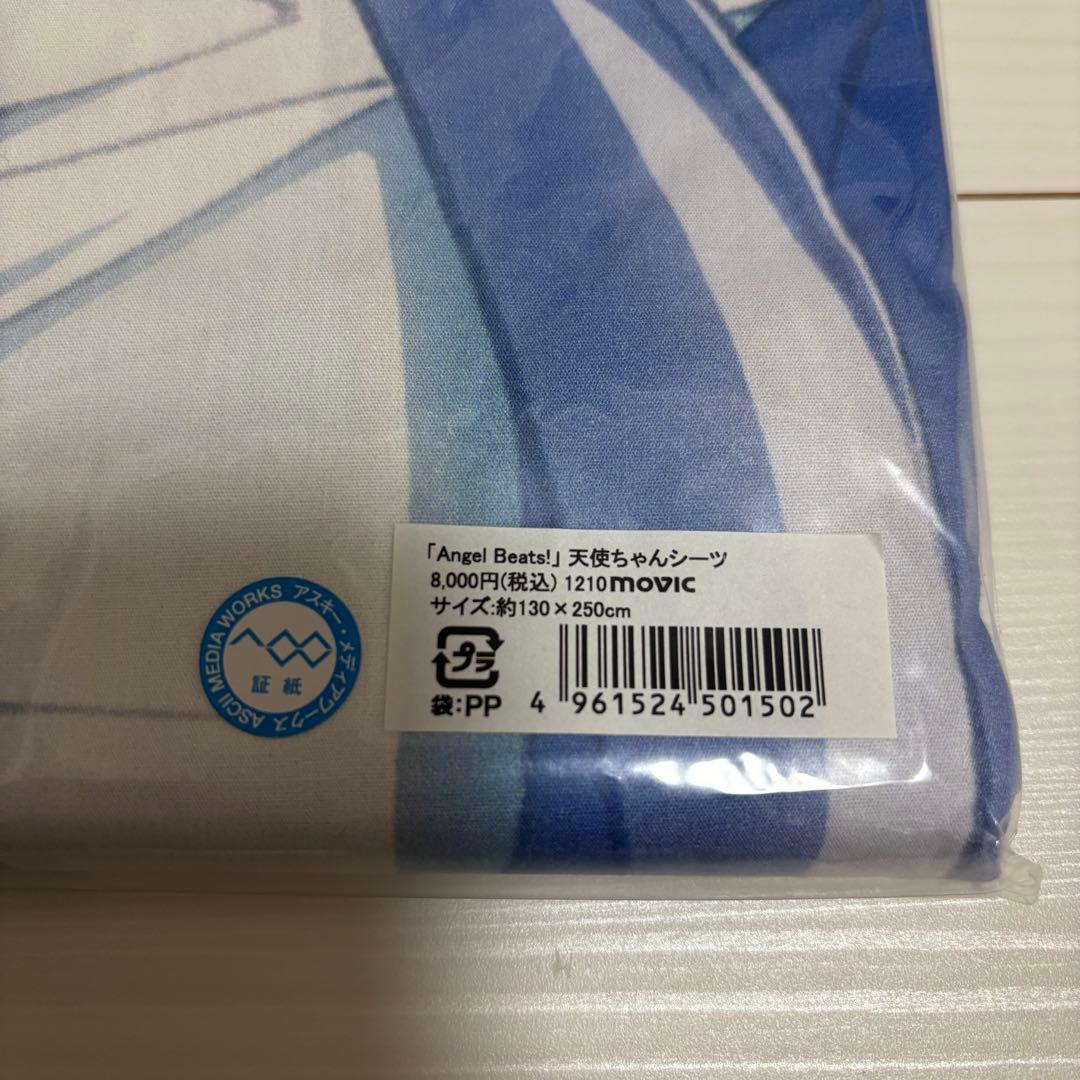 「Angel Beats!」天使ちゃんシーツ
8,000円(税込) 1210 movic
サイズ:約130×250cm
プラ
袋:PP
4 961524 501502
ASCII MEDIA WORKS アスキー・メディアワークス
証紙